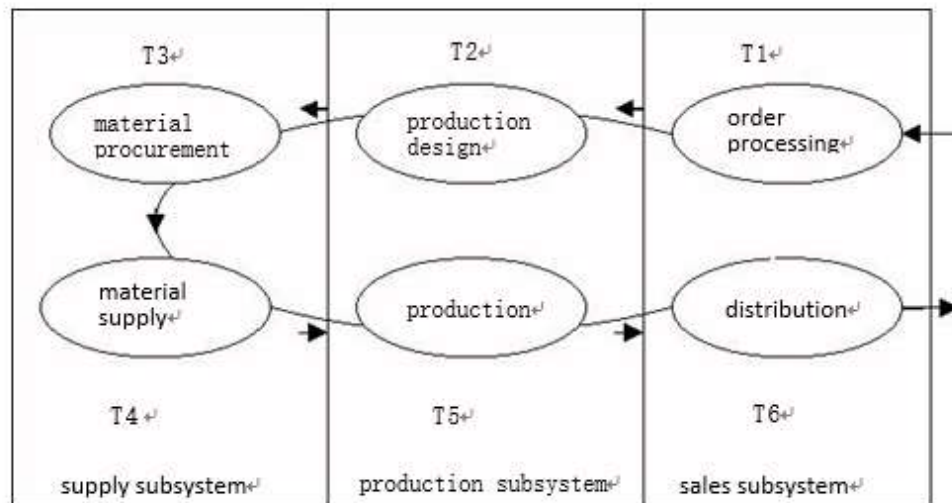 T3↵
T2↵
T1↵
material
procurement
production
design↵
order
processing↵
material
supply↵
production↵
distribution↵
T4↵
T5↵
T6↵
supply subsystem↵
production subsystem↵
sales subsystem↵